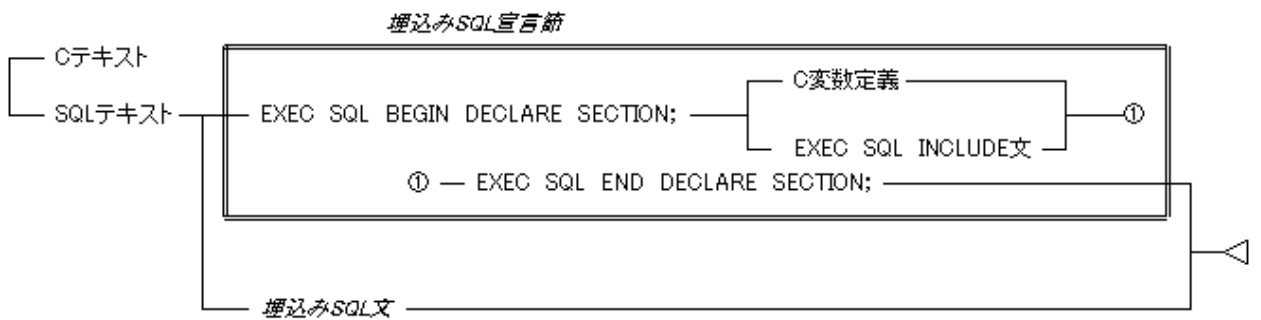 埋込みSQL宣言節
Cテキスト
SQLテキスト
EXEC SQL BEGIN DECLARE SECTION;
C変数定義
EXEC SQL INCLUDE文
①
① EXEC SQL END DECLARE SECTION;
埋込みSQL文